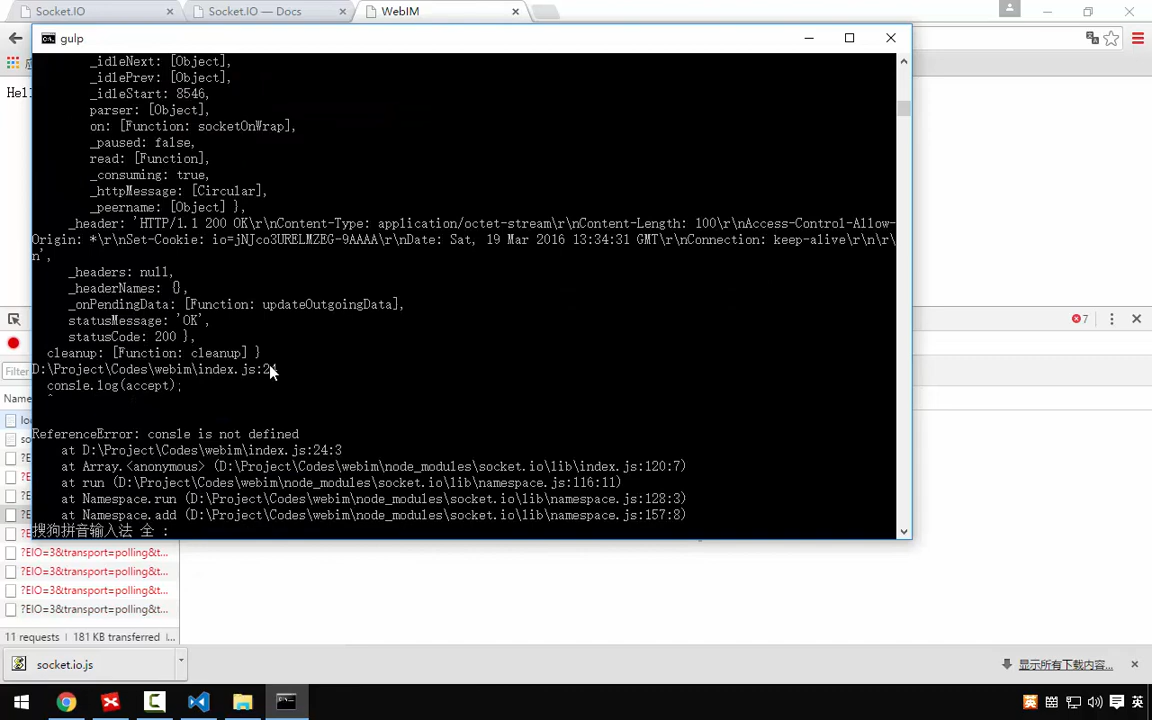 Socket.IO
Socket.IO — Docs
WebIM
gulp
Hell
_idleNext: [Object],
_idlePrev: [Object],
_idleStart: 8546,
parser: [Object],
on: [Function: socketOnWrap],
_paused: false,
read: [Function],
_consuming: true,
_httpMessage: [Circular],
_peername: [Object] },
_header: 'HTTP/1.1 200 OK\r\nContent-Type: application/octet-stream\r\nContent-Length: 100\r\nAccess-Control-Allow-
Origin: *\r\nSet-Cookie: io=jNJco3URELMZEG-9AAAA\r\nDate: Sat, 19 Mar 2016 13:34:31 GMT\r\nConnection: keep-alive\r\n\r\
n',
_headers: null,
_headerNames: {},
_onPendingData: [Function: updateOutgoingData],
statusMessage: 'OK',
statusCode: 200 },
cleanup: [Function: cleanup] }
D:\Project\Codes\webim\index.js:24
consle.log(accept);
^
ReferenceError: consle is not defined
at D:\Project\Codes\webim\index.js:24:3
at Array.<anonymous> (D:\Project\Codes\webim\node_modules\socket.io\lib\index.js:120:7)
at run (D:\Project\Codes\webim\node_modules\socket.io\lib\namespace.js:116:11)
at Namespace.run (D:\Project\Codes\webim\node_modules\socket.io\lib\namespace.js:128:3)
at Namespace.add (D:\Project\Codes\webim\node_modules\socket.io\lib\namespace.js:157:8)
搜狗拼音输入法 全 :
7
Filter
Name
loc
so
?E
?E
?E
?E
?E
?EIO=3&transport=polling&t...
?EIO=3&transport=polling&t...
?EIO=3&transport=polling&t...
?EIO=3&transport=polling&t...
11 requests | 181 KB transferred |...
socket.io.js
显示所有下载内容...
英
英